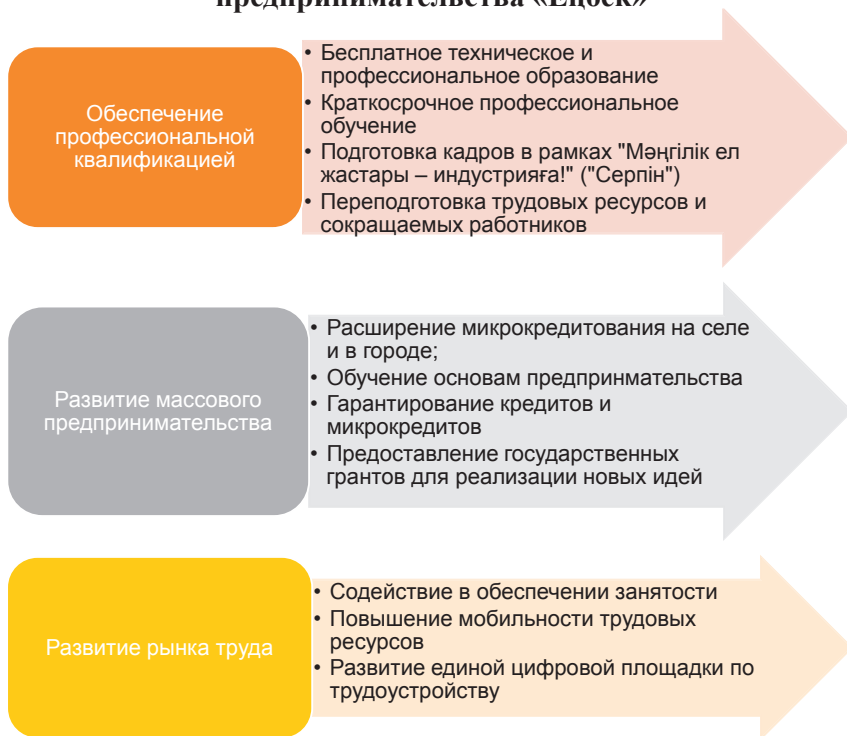 предпринимательства «Еңбек»
Обеспечение
профессиональной
квалификацией
• Бесплатное техническое и
профессиональное образование
• Краткосрочное профессиональное
обучение
• Подготовка кадров в рамках "Мәңгілік ел
жастары – индустрияға!" ("Серпін")
• Переподготовка трудовых ресурсов и
сокращаемых работников
Развитие массового
предпринимательства
• Расширение микрокредитования на селе
и в городе;
• Обучение основам предпринмательства
• Гарантирование кредитов и
микрокредитов
• Предоставление государственных
грантов для реализации новых идей
Развитие рынка труда
• Содействие в обеспечении занятости
• Повышение мобильности трудовых
ресурсов
• Развитие единой цифровой площадки по
трудоустройству